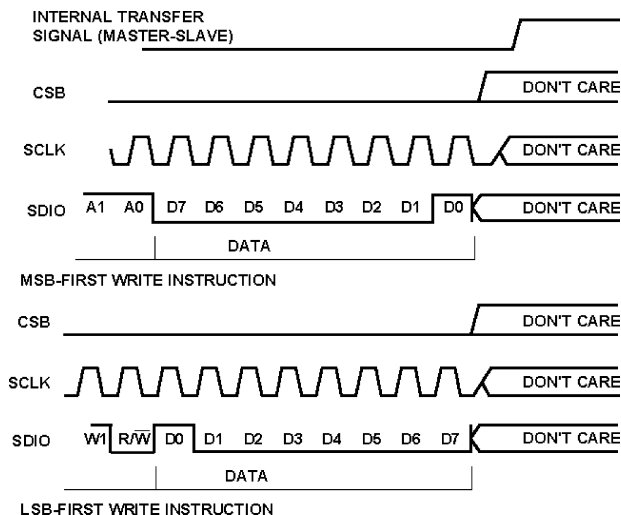 INTERNAL TRANSFER
SIGNAL (MASTER-SLAVE)
CSB DON'T CARE
SCLK DON'T CARE
SDIO A1 A0 D7 D6 D5 D4 D3 D2 D1 D0 DON'T CARE
DATA
MSB-FIRST WRITE INSTRUCTION
CSB DON'T CARE
SCLK DON'T CARE
SDIO W1 R/W̅ D0 D1 D2 D3 D4 D5 D6 D7 DON'T CARE
DATA
LSB-FIRST WRITE INSTRUCTION